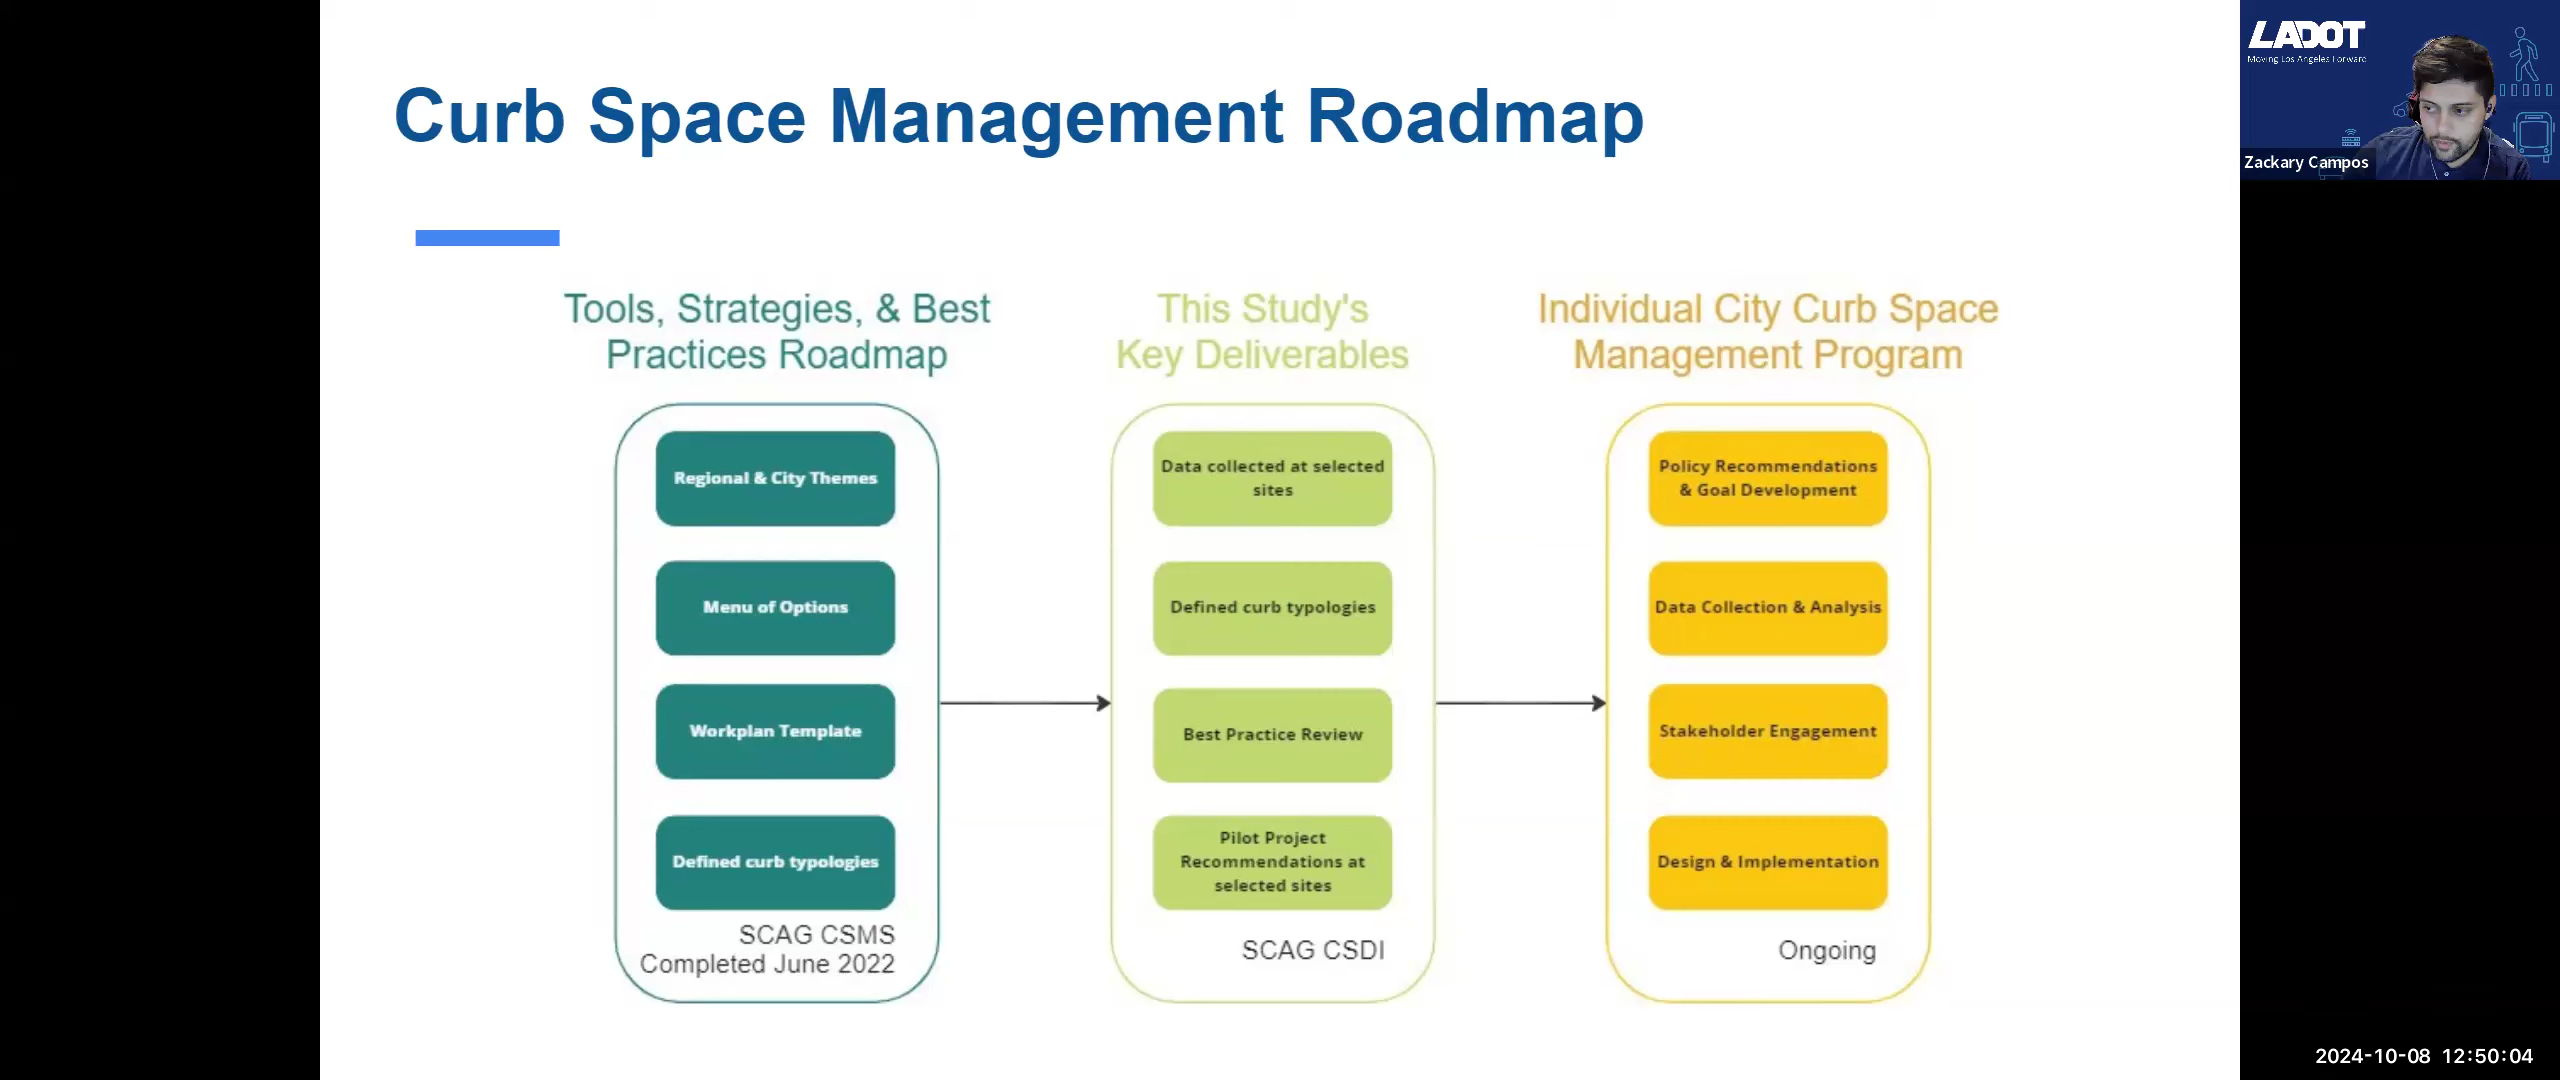 Curb Space Management Roadmap
LADOT
Moving Los Angeles Forward
Zackary Campos
Tools, Strategies, & Best
Practices Roadmap
Regional & City Themes
Menu of Options
Workplan Template
Defined curb typologies
SCAG CSMS
Completed June 2022
This Study's
Key Deliverables
Data collected at selected
sites
Defined curb typologies
Best Practice Review
Pilot Project
Recommendations at
selected sites
SCAG CSDI
Individual City Curb Space
Management Program
Policy Recommendations
& Goal Development
Data Collection & Analysis
Stakeholder Engagement
Design & Implementation
Ongoing
2024-10-08 12:50:04